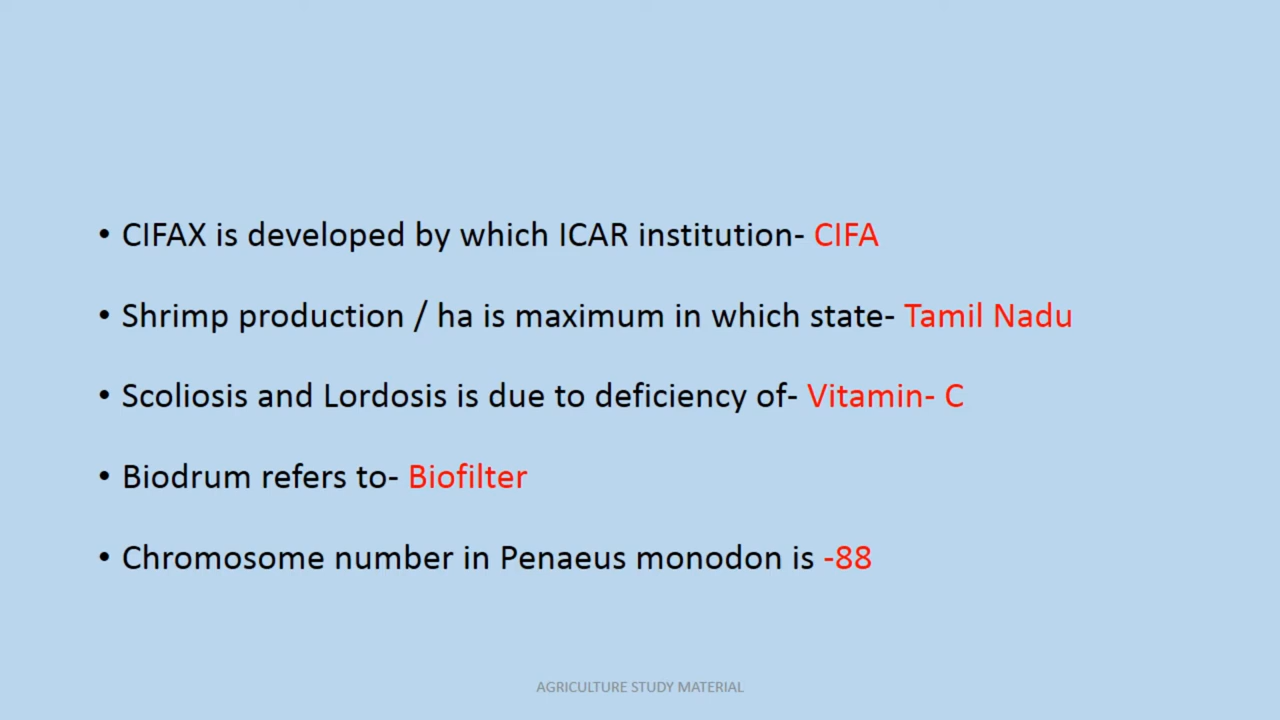 • CIFAX is developed by which ICAR institution- CIFA
• Shrimp production / ha is maximum in which state- Tamil Nadu
• Scoliosis and Lordosis is due to deficiency of- Vitamin- C
• Biodrum refers to- Biofilter
• Chromosome number in Penaeus monodon is -88
AGRICULTURE STUDY MATERIAL